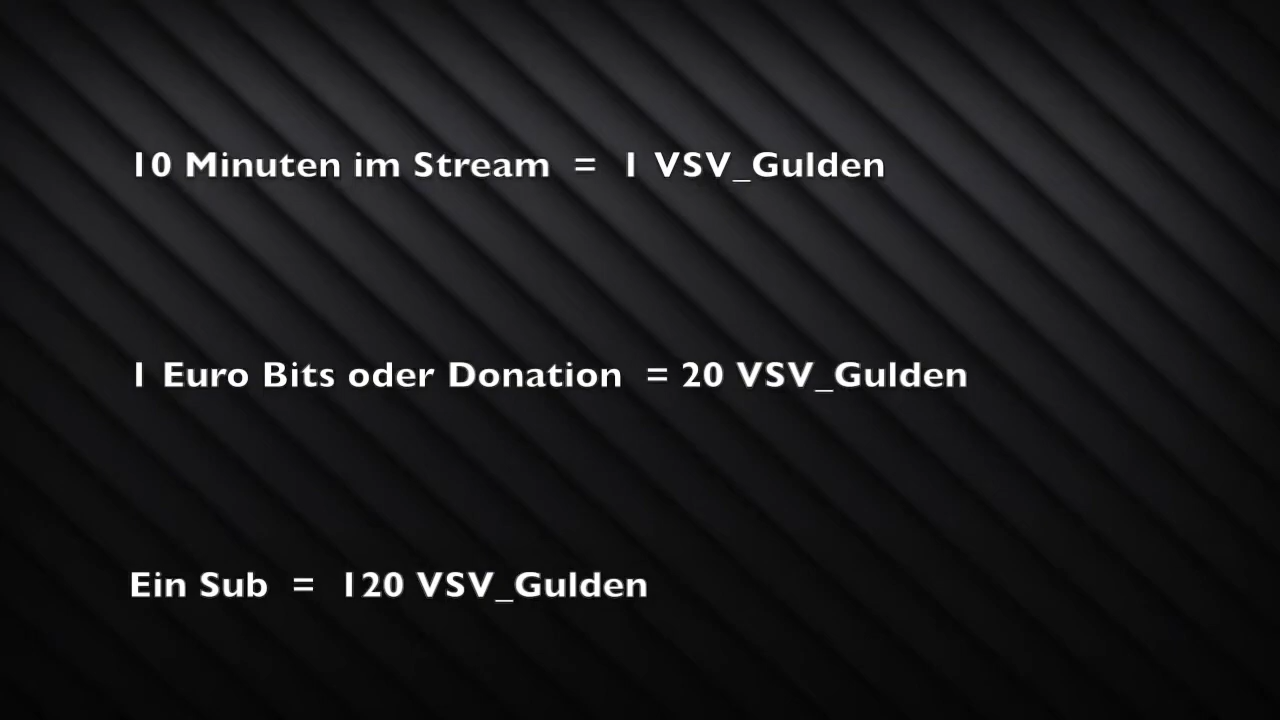 10 Minuten im Stream = 1 VSV_Gulden
1 Euro Bits oder Donation = 20 VSV_Gulden
Ein Sub = 120 VSV_Gulden